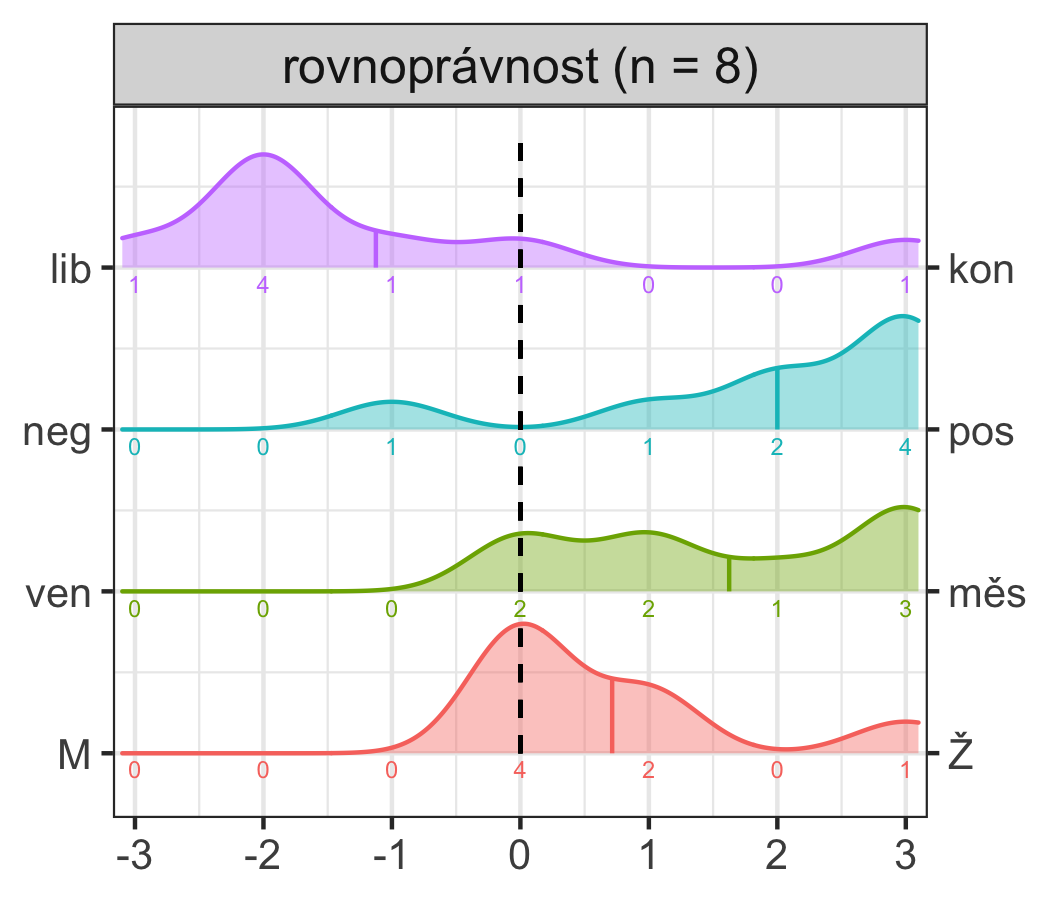 rovnoprávnost (n = 8)
lib kon
1 4 1 1 0 0 1
neg pos
0 0 1 0 1 2 4
ven měs
0 0 0 2 2 1 3
M Ž
0 0 0 4 2 0 1
-3 -2 -1 0 1 2 3